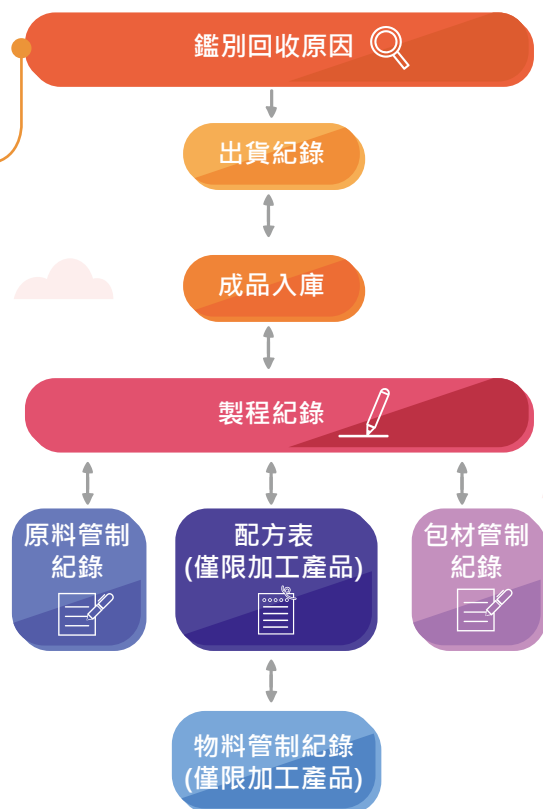 鑑別回收原因
出貨紀錄
成品入庫
製程紀錄
原料管制
紀錄
配方表
(僅限加工產品)
包材管制
紀錄
物料管制紀錄
(僅限加工產品)